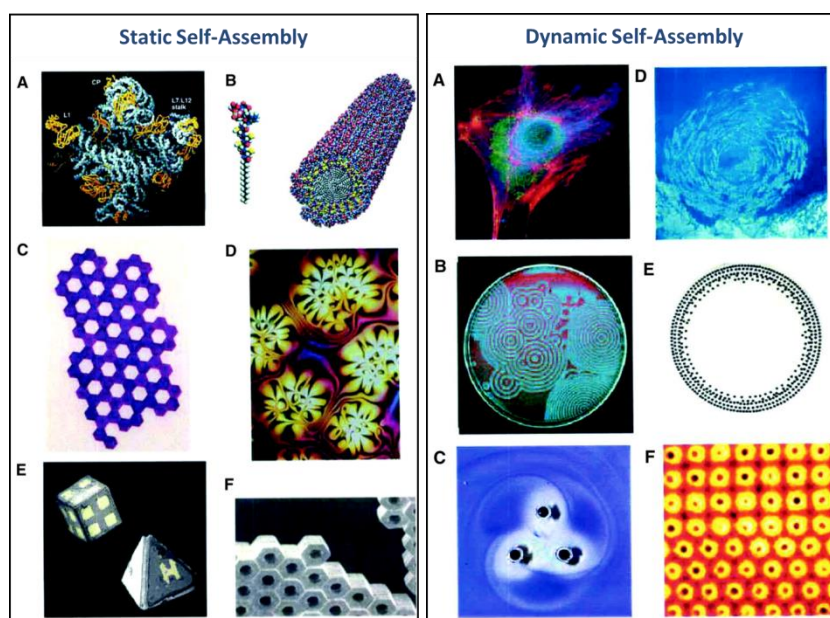 Static Self-Assembly
A
CP
L1
L7/L12
stalk
B
C
D
E
F
Dynamic Self-Assembly
A
D
B
E
C
F